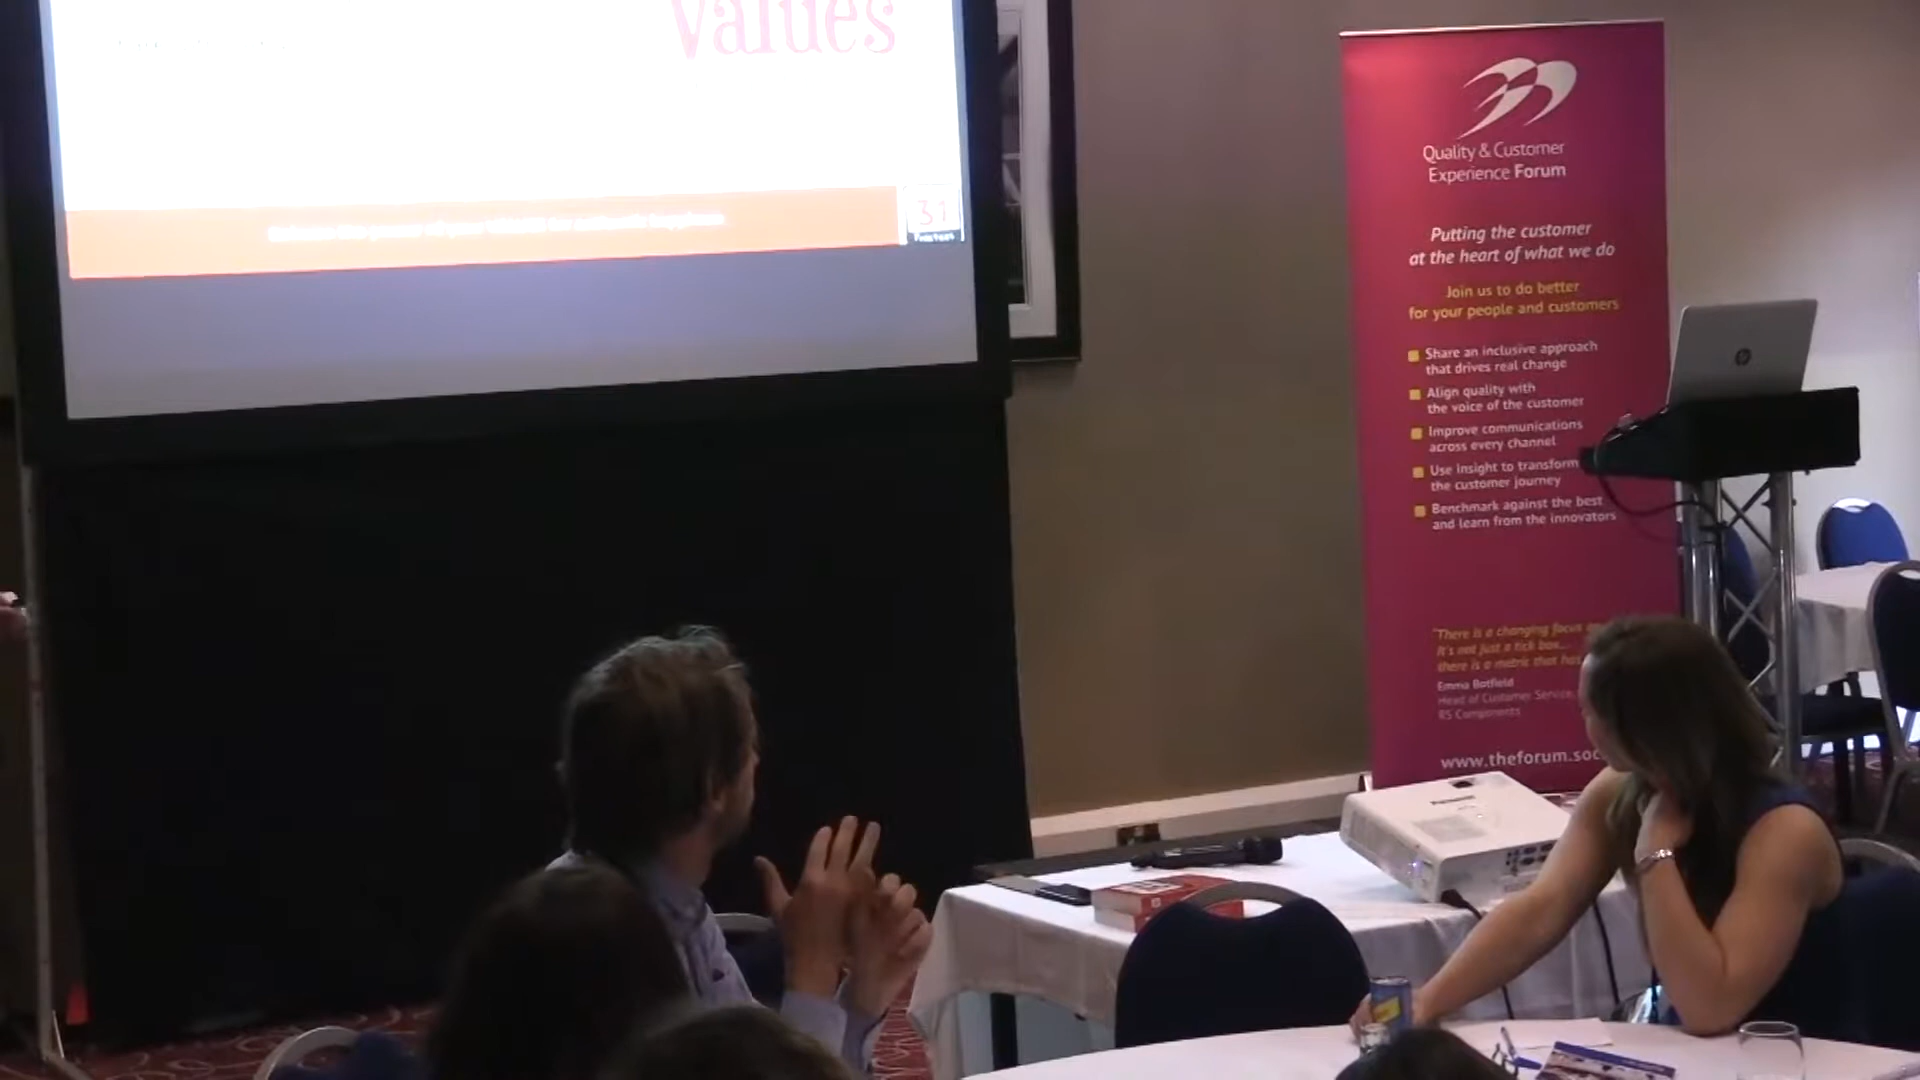 Values
31
Quality & Customer
Experience Forum
Putting the customer
at the heart of what we do
Join us to do better
for your people and customers
Share an inclusive approach
that drives real change
Align quality with
the voice of the customer
Improve communications
across every channel
Use insight to transform
the customer journey
Benchmark against the best
and learn from the innovators
"There is a changing focus
It's not just a tick box...
there is a metric that has
Emma Botfield
Head of Customer Service
RS Components
www.theforum.soc
Panasonic
hp